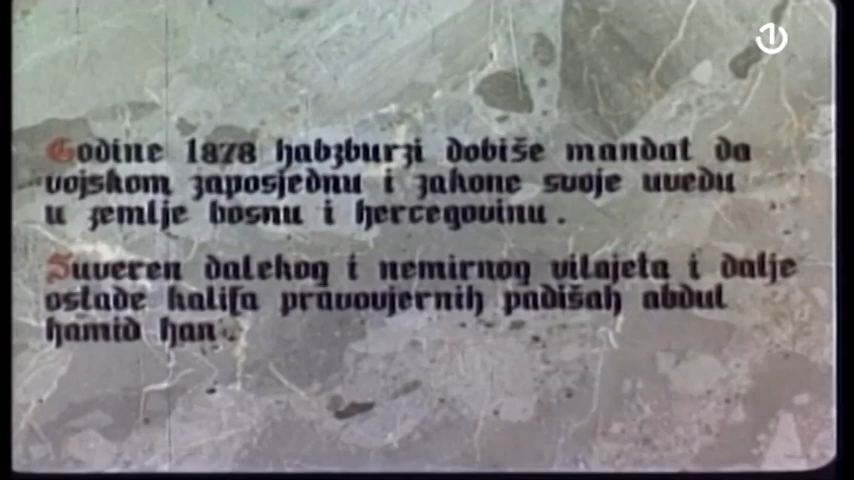 Godine 1878 habzburzi dobiše mandat da
vojskom zaposjednu i zakone svoje uvedu
u zemlje bosnu i hercegovinu.
Suveren dalekog i nemirnog vilajeta i dalje
ostade kalifa pravovjernih padišah abdul
hamid han.
1